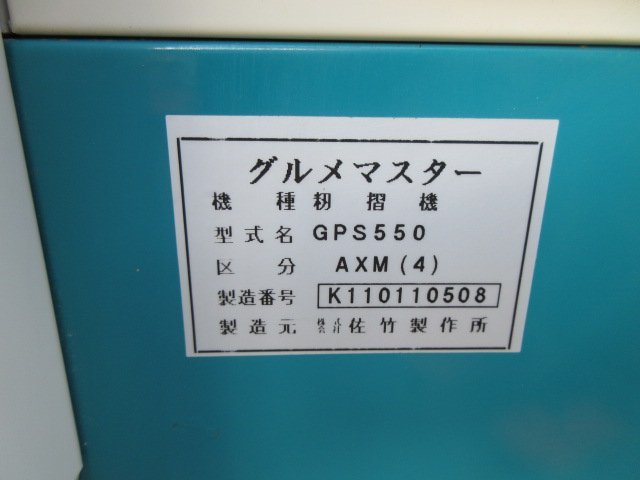 グルメマスター
機種 籾摺機
型式名 GPS550
区分 AXM(4)
製造番号 K110110508
製造元 株式会社 佐竹製作所